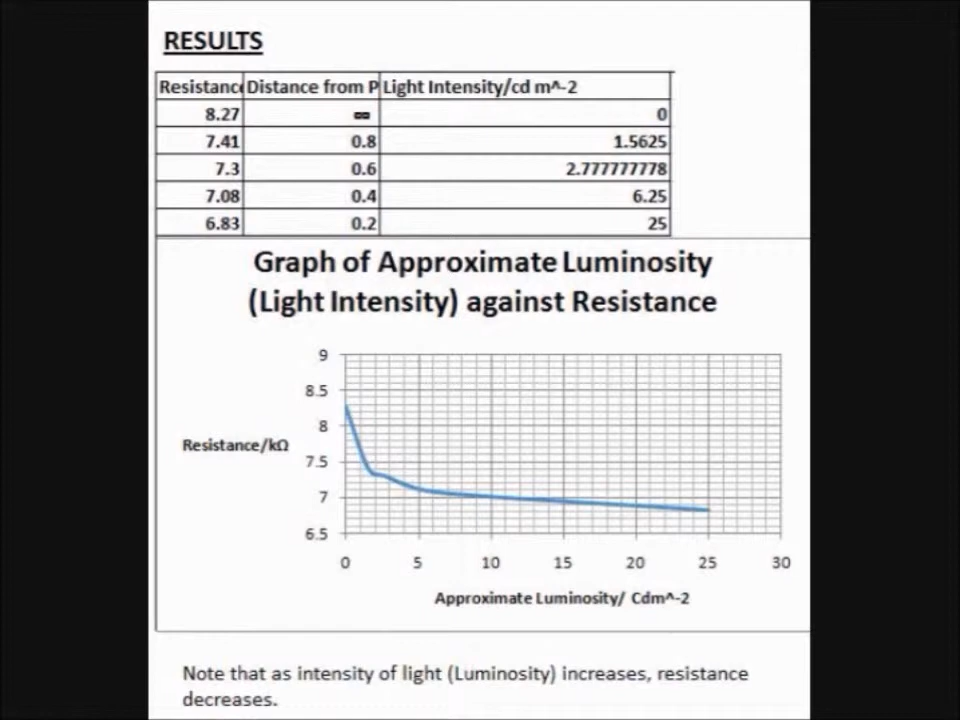 RESULTS
Resistance Distance from P Light Intensity/cd m^-2
8.27 ∞ 0
7.41 0.8 1.5625
7.3 0.6 2.777777778
7.08 0.4 6.25
6.83 0.2 25
Graph of Approximate Luminosity
(Light Intensity) against Resistance
9
8.5
8
Resistance/kΩ
7.5
7
6.5
0 5 10 15 20 25 30
Approximate Luminosity/ Cdm^-2
Note that as intensity of light (Luminosity) increases, resistance
decreases.